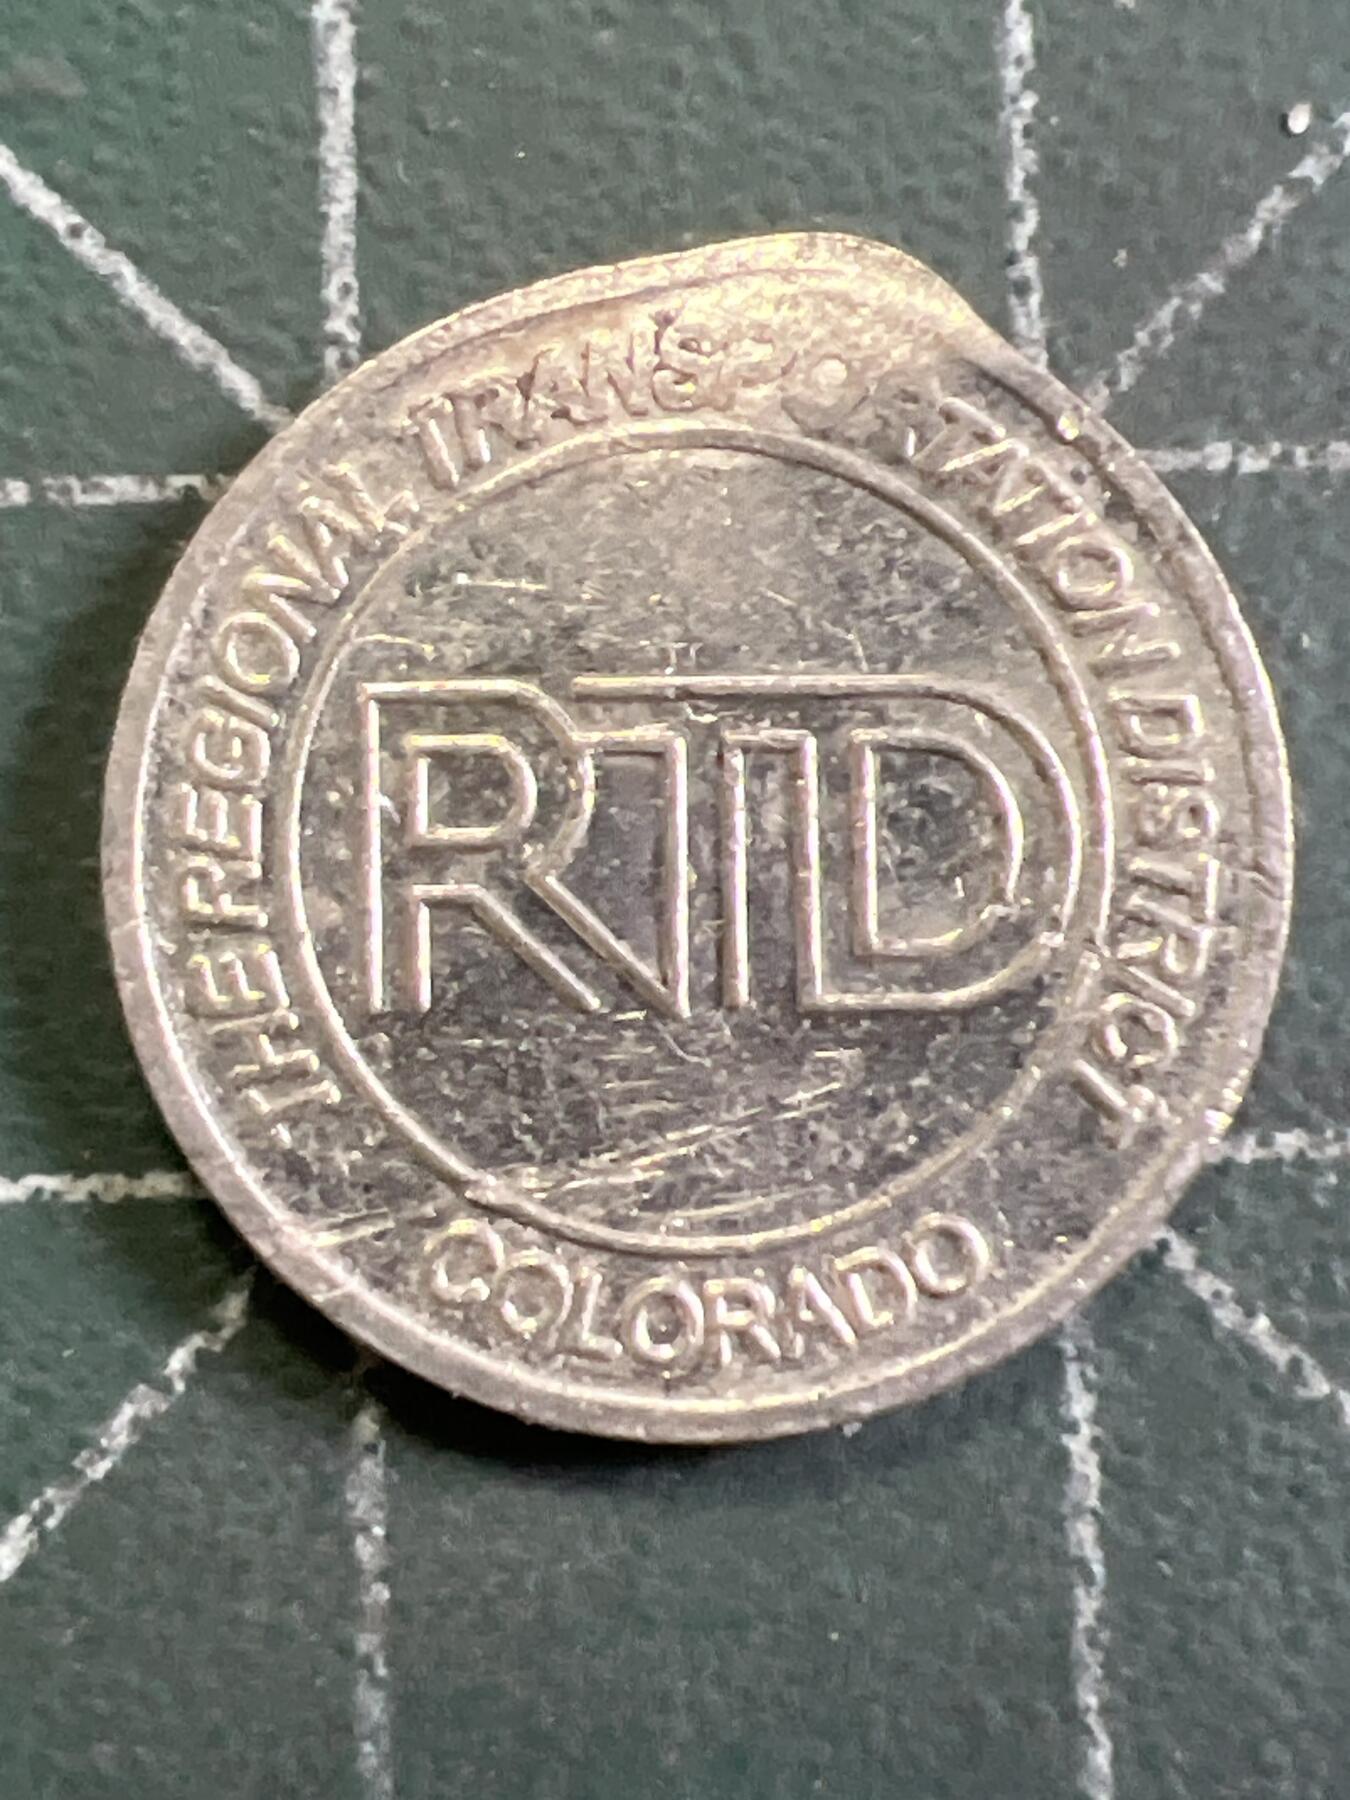 THE REGIONAL TRANSPORTATION DISTRICT
RTD
COLORADO